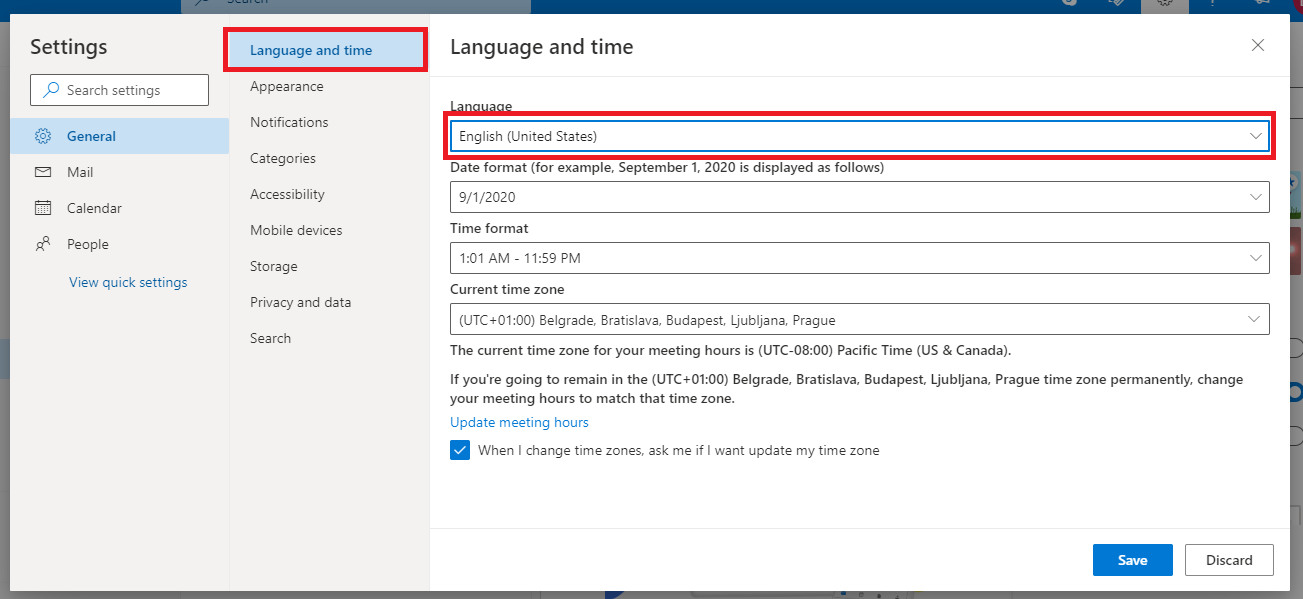 Search
Settings
Search settings
General
Mail
Calendar
People
View quick settings
Language and time
Appearance
Notifications
Categories
Accessibility
Mobile devices
Storage
Privacy and data
Search
Language and time
Language
English (United States)
Date format (for example, September 1, 2020 is displayed as follows)
9/1/2020
Time format
1:01 AM - 11:59 PM
Current time zone
(UTC+01:00) Belgrade, Bratislava, Budapest, Ljubljana, Prague
The current time zone for your meeting hours is (UTC-08:00) Pacific Time (US & Canada).
If you're going to remain in the (UTC+01:00) Belgrade, Bratislava, Budapest, Ljubljana, Prague time zone permanently, change
your meeting hours to match that time zone.
Update meeting hours
When I change time zones, ask me if I want update my time zone
Save
Discard